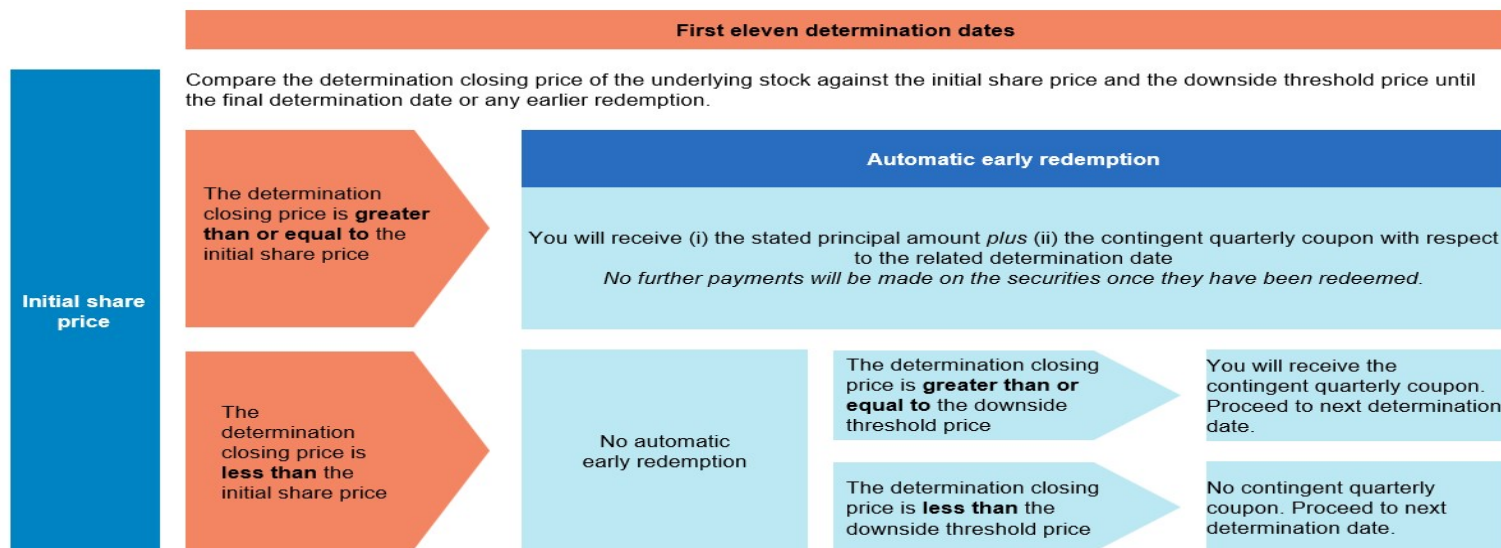 First eleven determination dates
Compare the determination closing price of the underlying stock against the initial share price and the downside threshold price until
the final determination date or any earlier redemption.
Initial share
price
The determination
closing price is greater
than or equal to the
initial share price
Automatic early redemption
You will receive (i) the stated principal amount plus (ii) the contingent quarterly coupon with respect
to the related determination date
No further payments will be made on the securities once they have been redeemed.
The
determination
closing price is
less than the
initial share price
No automatic
early redemption
The determination closing
price is greater than or
equal to the downside
threshold price
You will receive the
contingent quarterly coupon.
Proceed to next determination
date.
The determination closing
price is less than the
downside threshold price
No contingent quarterly
coupon. Proceed to next
determination date.